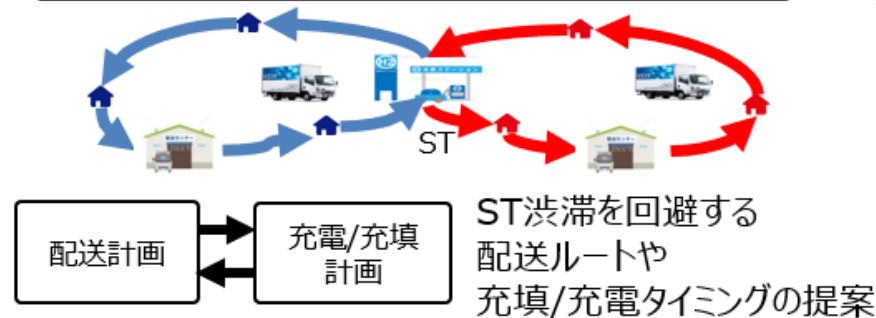 H2
ST
配送計画
充電/充填
計画
ST渋滞を回避する
配送ルートや
充填/充電タイミングの提案